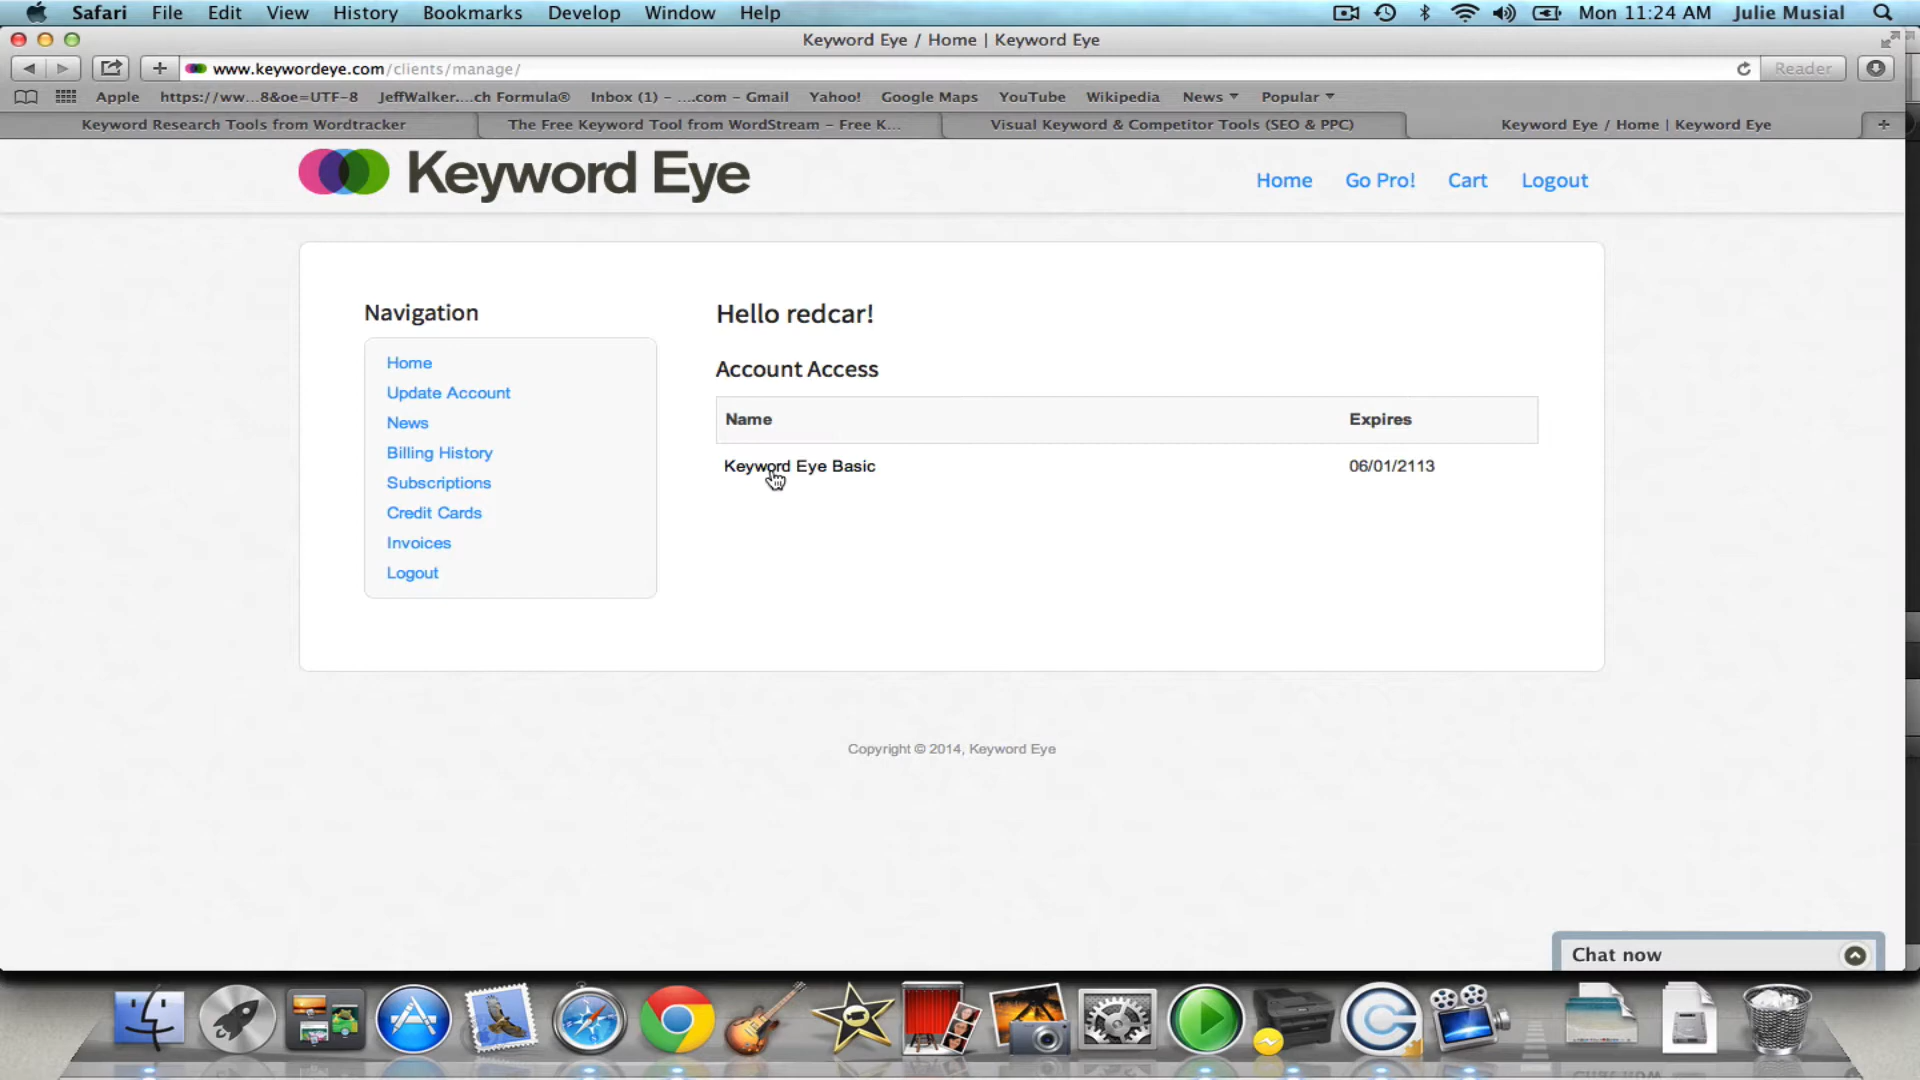 Safari File Edit View History Bookmarks Develop Window Help Mon 11:24 AM Julie Musial
Keyword Eye / Home | Keyword Eye
www.keywordeye.com/clients/manage/ Reader
Apple https://ww...8&oe=UTF-8 JeffWalker....ch Formula® Inbox (1) - ....com - Gmail Yahoo! Google Maps YouTube Wikipedia News Popular
Keyword Research Tools from Wordtracker The Free Keyword Tool from WordStream – Free K... Visual Keyword & Competitor Tools (SEO & PPC) Keyword Eye / Home | Keyword Eye
Keyword Eye
Home Go Pro! Cart Logout
Navigation
Home
Update Account
News
Billing History
Subscriptions
Credit Cards
Invoices
Logout
Hello redcar!
Account Access
Name Expires
Keyword Eye Basic 06/01/2113
Copyright © 2014, Keyword Eye
Chat now